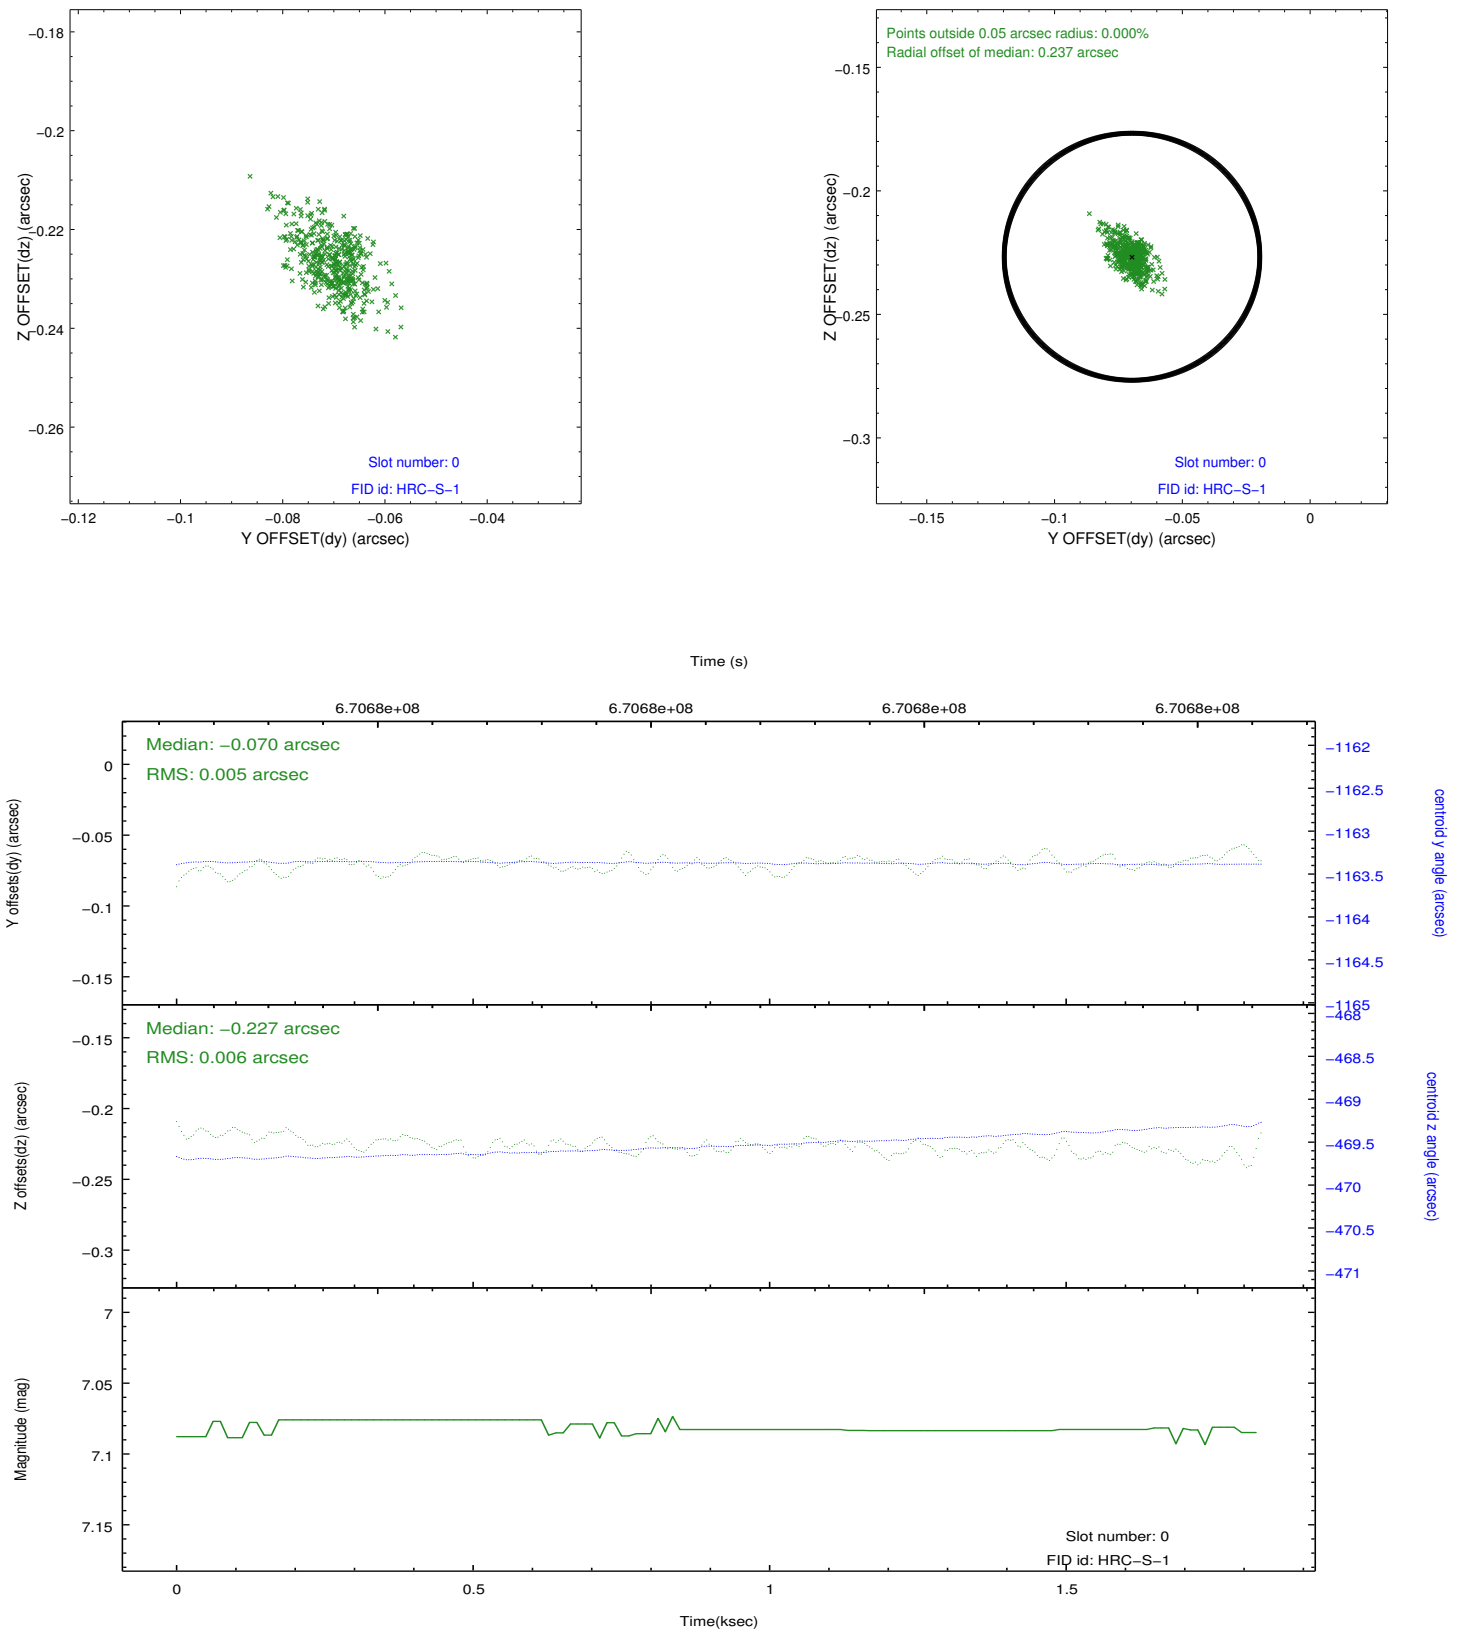 −0.18
−0.2
−0.22
−0.24
−0.26
Z OFFSET(dz) (arcsec)
Slot number: 0
FID id: HRC−S−1
−0.12
−0.1
−0.08
−0.06
−0.04
Y OFFSET(dy) (arcsec)
Points outside 0.05 arcsec radius: 0.000%
Radial offset of median: 0.237 arcsec
−0.15
−0.2
−0.25
−0.3
Z OFFSET(dz) (arcsec)
Slot number: 0
FID id: HRC−S−1
−0.15
−0.1
−0.05
0
Y OFFSET(dy) (arcsec)
Time (s)
6.7068e+08
6.7068e+08
6.7068e+08
6.7068e+08
Median: −0.070 arcsec
RMS: 0.005 arcsec
0
−0.05
−0.1
−0.15
Y offsets(dy) (arcsec)
−1162
−1162.5
−1163
−1163.5
−1164
−1164.5
−1165
centroid y angle (arcsec)
Median: −0.227 arcsec
RMS: 0.006 arcsec
−0.15
−0.2
−0.25
−0.3
Z offsets(dz) (arcsec)
−468
−468.5
−469
−469.5
−470
−470.5
−471
centroid z angle (arcsec)
7
7.05
7.1
7.15
Magnitude (mag)
Slot number: 0
FID id: HRC−S−1
0
0.5
1
1.5
Time(ksec)